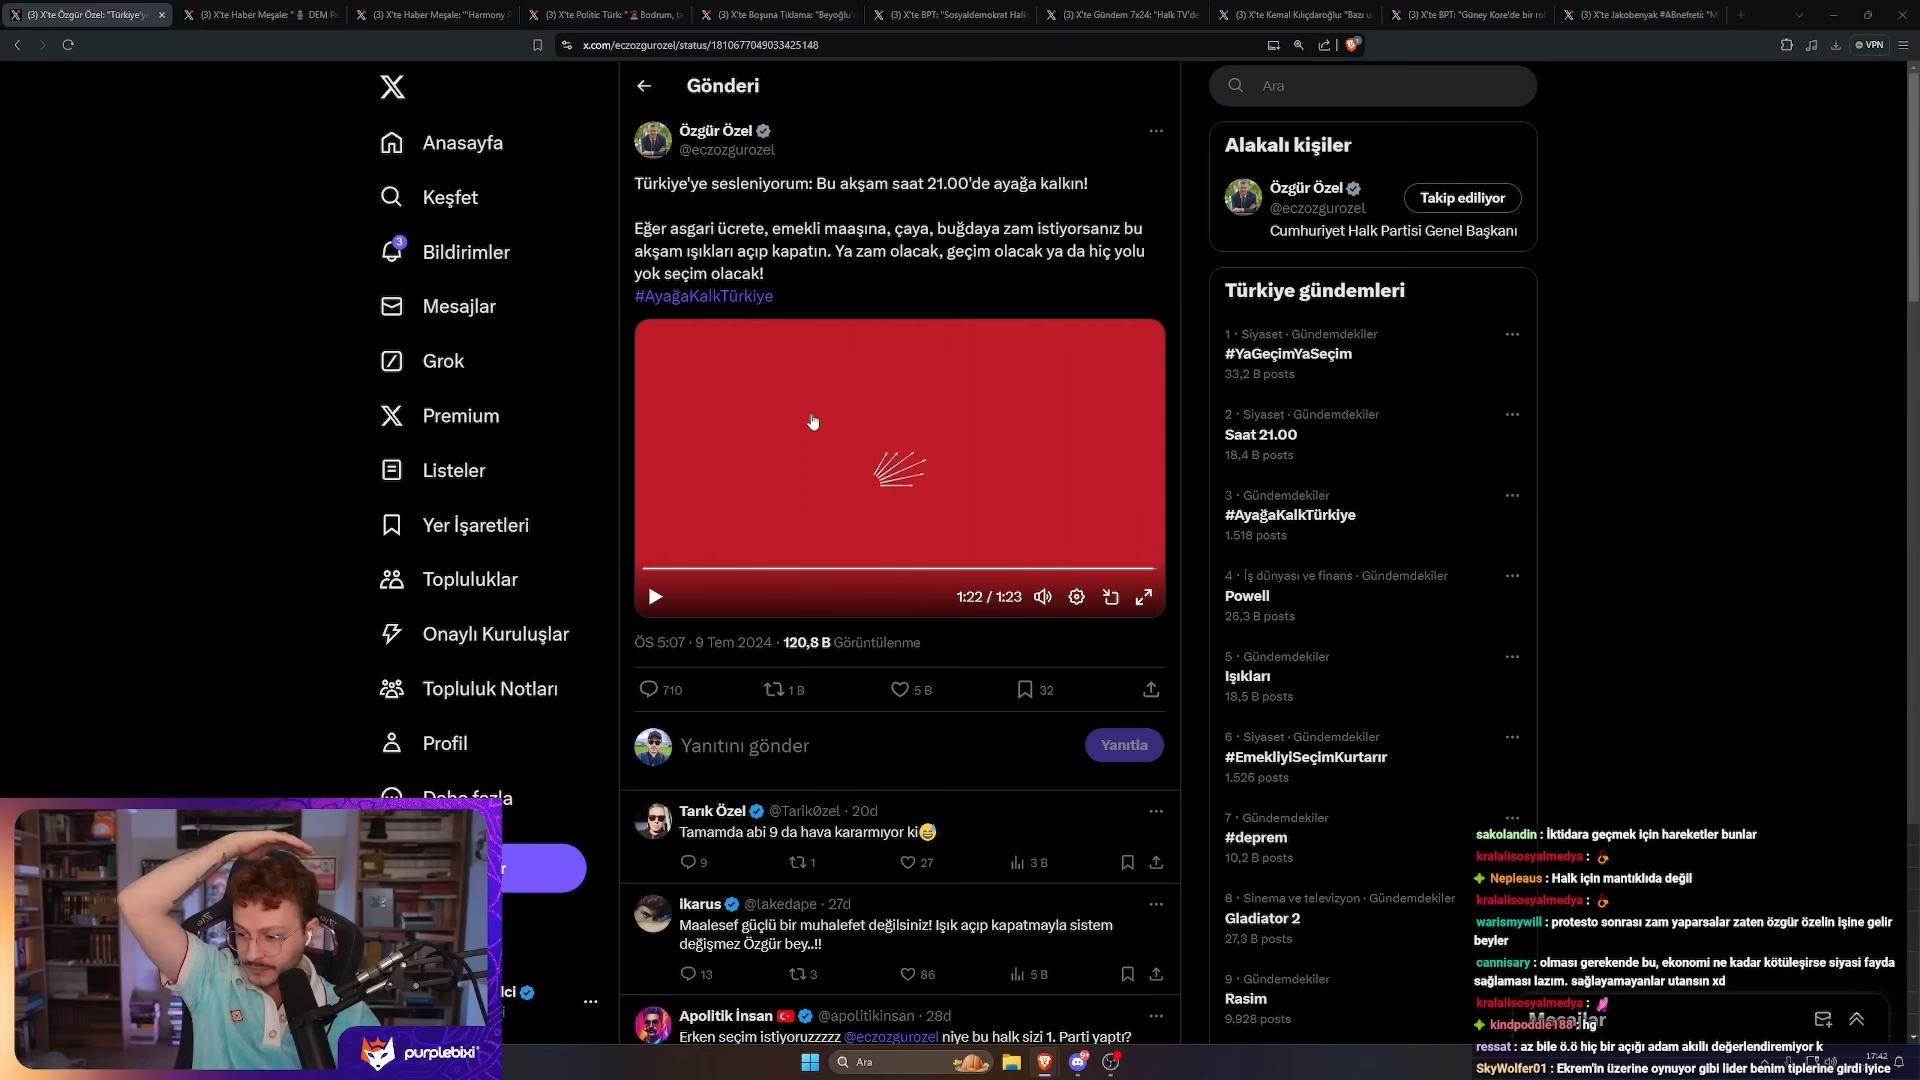 (3) X'te Özgür Özel: "Türkiye'y
(3) X'te Haber Meşale: " DEM Pa
(3) X'te Haber Meşale: "'Harmony P
(3) X'te Politic Türk: " Bodrum, ta
(3) X'te Boşuna Tıklama: "Beyoğlu'n
(3) X'te BPT: "Sosyaldemokrat Halk
(3) X'te Gündem 7x24: "Halk TV'de
(3) X'te Kemal Kılıçdaroğlu: "Bazı u
(3) X'te BPT: "Güney Kore'de bir ro
(3) X'te Jakobenyak #ABnefreti: "M
x.com/eczozgurozel/status/1810677049033425148
VPN
Anasayfa
Keşfet
3
Bildirimler
Mesajlar
Grok
Premium
Listeler
Yer İşaretleri
Topluluklar
Onaylı Kuruluşlar
Topluluk Notları
Profil
Daha fazla
Gönderi
Özgür Özel
@eczozgurozel
Türkiye'ye sesleniyorum: Bu akşam saat 21.00'de ayağa kalkın!
Eğer asgari ücrete, emekli maaşına, çaya, buğdaya zam istiyorsanız bu
akşam ışıkları açıp kapatın. Ya zam olacak, geçim olacak ya da hiç yolu
yok seçim olacak!
#AyağaKalkTürkiye
1:22 / 1:23
ÖS 5:07 · 9 Tem 2024 · 120,8 B Görüntülenme
710 1 B 5 B 32
Yanıtını gönder
Yanıtla
Tarık Özel @Tarik0zel · 20d
Tamamda abi 9 da hava kararmıyor ki
9 1 27 3 B
ikarus @lakedape · 27d
Maalesef güçlü bir muhalefet değilsiniz! Işık açıp kapatmayla sistem
değişmez Özgür bey..!!
13 3 86 5 B
Apolitik İnsan @apolitikinsan · 28d
Erken seçim istiyoruzzzzz @eczozgurozel niye bu halk sizi 1. Parti yaptı?
Ara
Alakalı kişiler
Özgür Özel
@eczozgurozel
Takip ediliyor
Cumhuriyet Halk Partisi Genel Başkanı
Türkiye gündemleri
1 · Siyaset · Gündemdekiler
#YaGeçimYaSeçim
33,2 B posts
2 · Siyaset · Gündemdekiler
Saat 21.00
18,4 B posts
3 · Gündemdekiler
#AyağaKalkTürkiye
1.518 posts
4 · İş dünyası ve finans · Gündemdekiler
Powell
26,3 B posts
5 · Gündemdekiler
Işıkları
18,5 B posts
6 · Siyaset · Gündemdekiler
#EmekliyiSeçimKurtarır
1.526 posts
7 · Gündemdekiler
#deprem
10,2 B posts
8 · Sinema ve televizyon · Gündemdekiler
Gladiator 2
27,3 B posts
9 · Gündemdekiler
Rasim
9.928 posts
Mesajlar
sakolandin : İktidara geçmek için hareketler bunlar
kralalisosyalmedya :
Nepleaus : Halk için mantıklıda değil
kralalisosyalmedya :
warismywill : protesto sonrası zam yaparsalar zaten özgür özelin işine gelir
beyler
cannisary : olması gerekende bu, ekonomi ne kadar kötüleşirse siyasi fayda
sağlaması lazım. sağlayamayanlar utansın xd
kralalisosyalmedya :
kindpoddle188 : hg
ressat : az bile ö.ö hiç bir açığı adam akıllı değerlendiremiyor k
SkyWolfer01 : Ekrem'in üzerine oynuyor gibi lider benim tiplerine girdi iyice
purplebixi
Ara
17:42